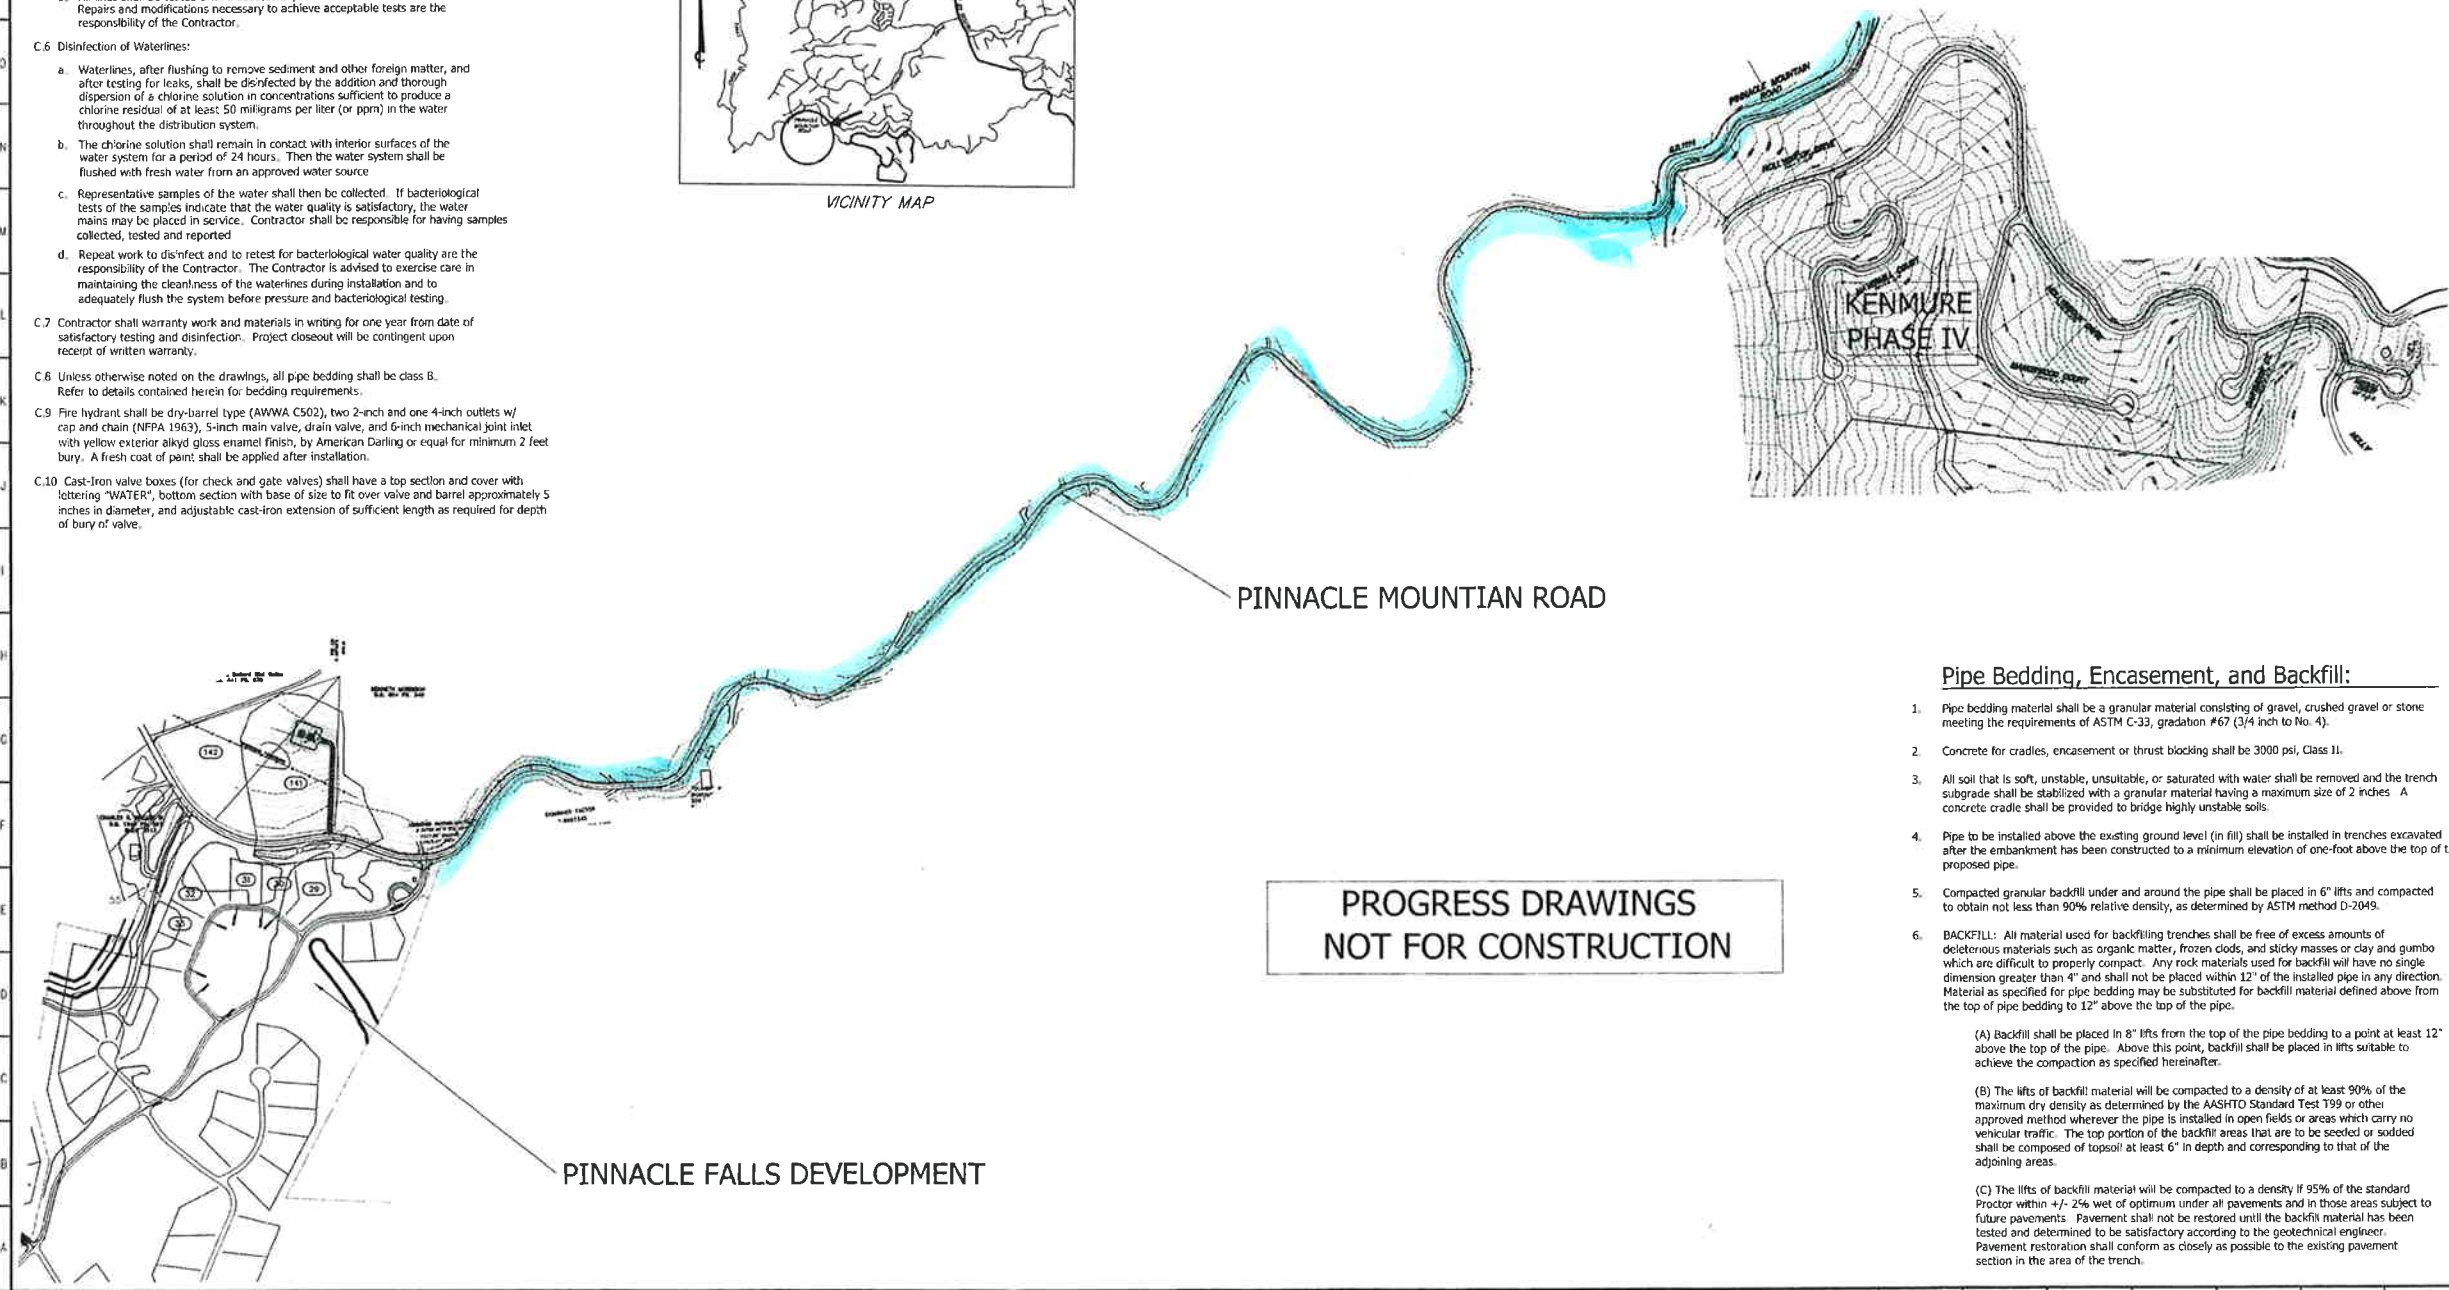 Repairs and modifications necessary to achieve acceptable tests are the
responsibility of the Contractor.
C.6 Disinfection of Waterlines:
a. Waterlines, after flushing to remove sediment and other foreign matter, and
after testing for leaks, shall be disinfected by the addition and thorough
dispersion of a chlorine solution in concentrations sufficient to produce a
chlorine residual of at least 50 milligrams per liter (or ppm) in the water
throughout the distribution system.
b. The chlorine solution shall remain in contact with interior surfaces of the
water system for a period of 24 hours. Then the water system shall be
flushed with fresh water from an approved water source
c. Representative samples of the water shall then be collected. If bacteriological
tests of the samples indicate that the water quality is satisfactory, the water
mains may be placed in service. Contractor shall be responsible for having samples
collected, tested and reported
d. Repeat work to disinfect and to retest for bacteriological water quality are the
responsibility of the Contractor. The Contractor is advised to exercise care in
maintaining the cleanliness of the waterlines during installation and to
adequately flush the system before pressure and bacteriological testing.
C.7 Contractor shall warranty work and materials in writing for one year from date of
satisfactory testing and disinfection. Project closeout will be contingent upon
receipt of written warranty.
C.8 Unless otherwise noted on the drawings, all pipe bedding shall be class B.
Refer to details contained herein for bedding requirements.
C.9 Fire hydrant shall be dry-barrel type (AWWA C502), two 2-inch and one 4-inch outlets w/
cap and chain (NFPA 1963), 5-inch main valve, drain valve, and 6-inch mechanical joint inlet
with yellow exterior alkyd gloss enamel finish, by American Darling or equal for minimum 2 feet
bury. A fresh coat of paint shall be applied after installation.
C.10 Cast-Iron valve boxes (for check and gate valves) shall have a top section and cover with
lettering "WATER", bottom section with base of size to fit over valve and barrel approximately 5
inches in diameter, and adjustable cast-iron extension of sufficient length as required for depth
of bury of valve.
VICINITY MAP
PINNACLE MOUNTAIN
ROAD
KENMURE
PHASE IV
HOLLY
PINNACLE MOUNTIAN ROAD
142
141
32
31
30
29
33
PINNACLE FALLS DEVELOPMENT
PROGRESS DRAWINGS
NOT FOR CONSTRUCTION
Pipe Bedding, Encasement, and Backfill:
1. Pipe bedding material shall be a granular material consisting of gravel, crushed gravel or stone
meeting the requirements of ASTM C-33, gradation #67 (3/4 inch to No. 4).
2. Concrete for cradles, encasement or thrust blocking shall be 3000 psi, Class II.
3. All soil that is soft, unstable, unsuitable, or saturated with water shall be removed and the trench
subgrade shall be stabilized with a granular material having a maximum size of 2 inches A
concrete cradle shall be provided to bridge highly unstable soils.
4. Pipe to be installed above the existing ground level (in fill) shall be installed in trenches excavated
after the embankment has been constructed to a minimum elevation of one-foot above the top of t
proposed pipe.
5. Compacted granular backfill under and around the pipe shall be placed in 6" lifts and compacted
to obtain not less than 90% relative density, as determined by ASTM method D-2049.
6. BACKFILL: All material used for backfilling trenches shall be free of excess amounts of
deleterious materials such as organic matter, frozen clods, and sticky masses or clay and gumbo
which are difficult to properly compact. Any rock materials used for backfill will have no single
dimension greater than 4" and shall not be placed within 12" of the installed pipe in any direction.
Material as specified for pipe bedding may be substituted for backfill material defined above from
the top of pipe bedding to 12" above the top of the pipe.
(A) Backfill shall be placed in 8" lifts from the top of the pipe bedding to a point at least 12"
above the top of the pipe. Above this point, backfill shall be placed in lifts suitable to
achieve the compaction as specified hereinafter.
(B) The lifts of backfill material will be compacted to a density of at least 90% of the
maximum dry density as determined by the AASHTO Standard Test T99 or other
approved method wherever the pipe is installed in open fields or areas which carry no
vehicular traffic. The top portion of the backfill areas that are to be seeded or sodded
shall be composed of topsoil at least 6" in depth and corresponding to that of the
adjoining areas.
(C) The lifts of backfill material will be compacted to a density if 95% of the standard
Proctor within +/- 2% wet of optimum under all pavements and in those areas subject to
future pavements. Pavement shall not be restored until the backfill material has been
tested and determined to be satisfactory according to the geotechnical engineer.
Pavement restoration shall conform as closely as possible to the existing pavement
section in the area of the trench.